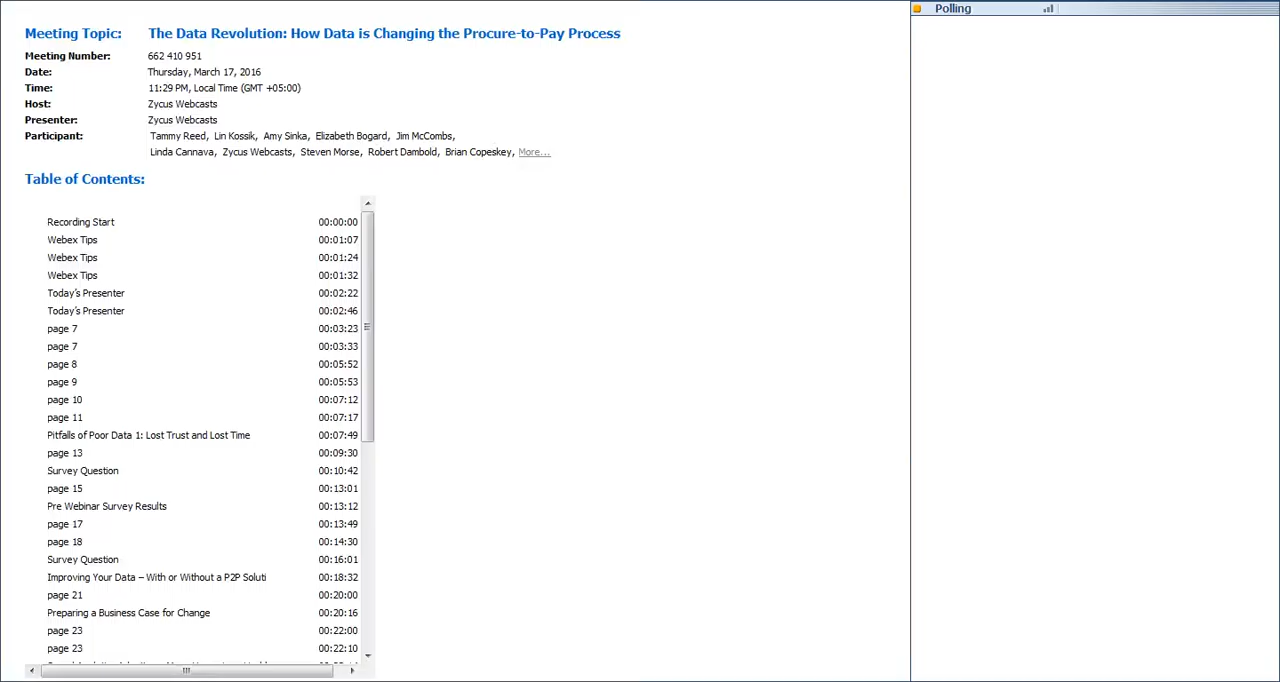 Polling
Meeting Topic: The Data Revolution: How Data is Changing the Procure-to-Pay Process
Meeting Number: 662 410 951
Date: Thursday, March 17, 2016
Time: 11:29 PM, Local Time (GMT +05:00)
Host: Zycus Webcasts
Presenter: Zycus Webcasts
Participant: Tammy Reed, Lin Kossik, Amy Sinka, Elizabeth Bogard, Jim McCombs,
Linda Cannava, Zycus Webcasts, Steven Morse, Robert Dambold, Brian Copeskey, More...
Table of Contents:
Recording Start 00:00:00
Webex Tips 00:01:07
Webex Tips 00:01:24
Webex Tips 00:01:32
Today's Presenter 00:02:22
Today's Presenter 00:02:46
page 7 00:03:23
page 7 00:03:33
page 8 00:05:52
page 9 00:05:53
page 10 00:07:12
page 11 00:07:17
Pitfalls of Poor Data 1: Lost Trust and Lost Time 00:07:49
page 13 00:09:30
Survey Question 00:10:42
page 15 00:13:01
Pre Webinar Survey Results 00:13:12
page 17 00:13:49
page 18 00:14:30
Survey Question 00:16:01
Improving Your Data – With or Without a P2P Soluti 00:18:32
page 21 00:20:00
Preparing a Business Case for Change 00:20:16
page 23 00:22:00
page 23 00:22:10